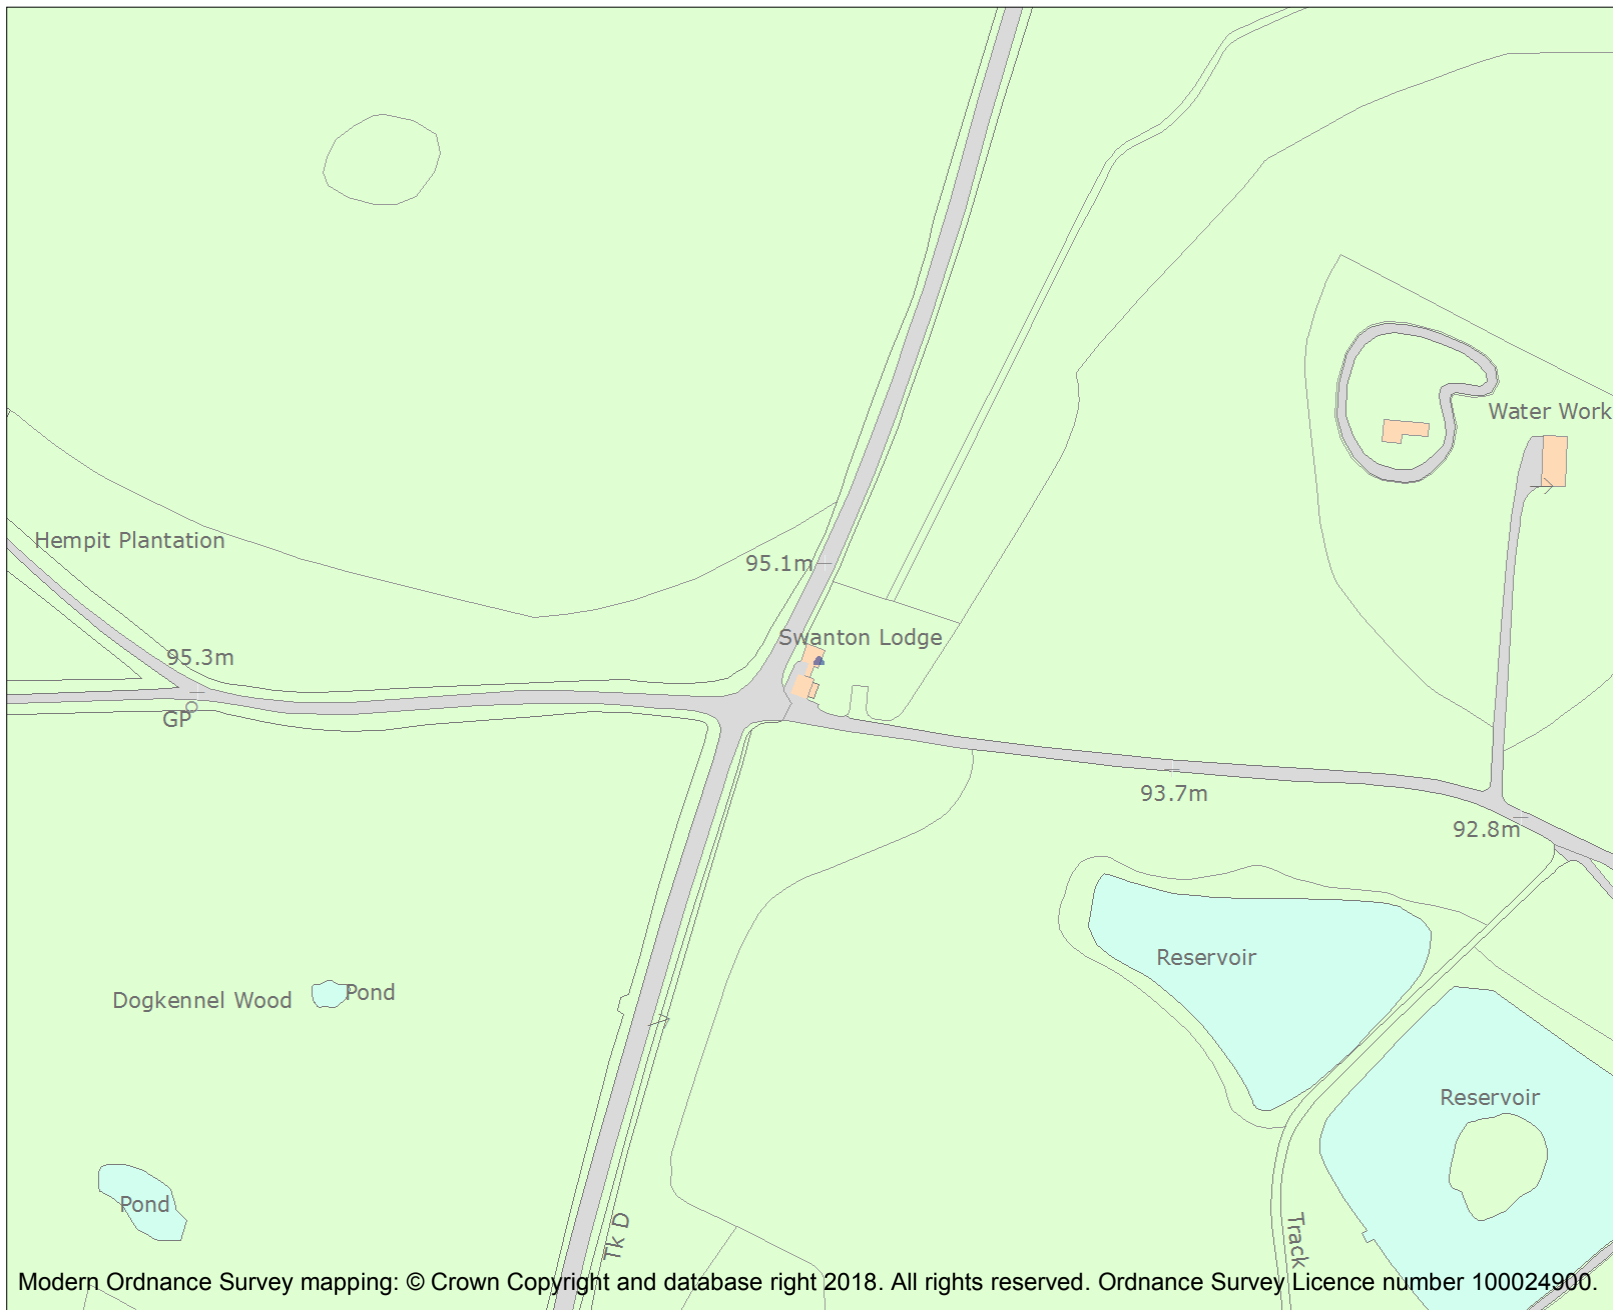 Water Work
Hempit Plantation
95.1m
Swanton Lodge
95.3m
GP
93.7m
92.8m
Reservoir
Dogkennel Wood
Pond
Reservoir
Pond
Tk D
Track
Modern Ordnance Survey mapping: © Crown Copyright and database right 2018. All rights reserved. Ordnance Survey Licence number 100024900.